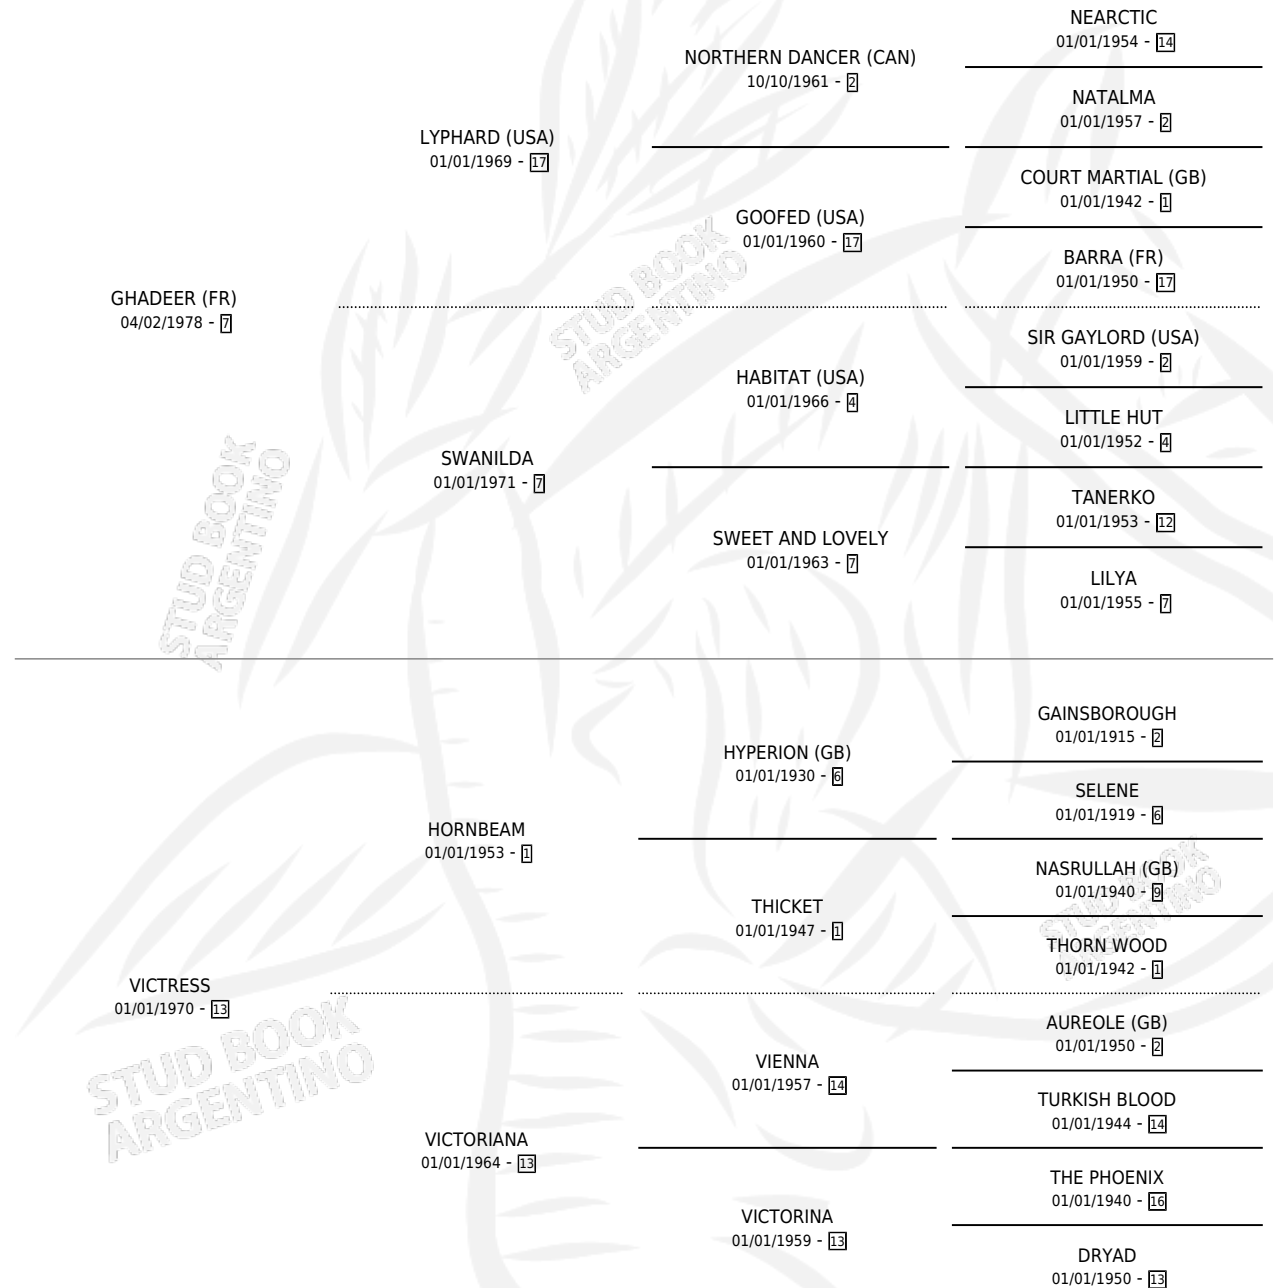 NEARCTIC
01/01/1954 - 14
NORTHERN DANCER (CAN)
10/10/1961 - 2
NATALMA
01/01/1957 - 2
LYPHARD (USA)
01/01/1969 - 17
COURT MARTIAL (GB)
01/01/1942 - 1
GOOFED (USA)
01/01/1960 - 17
BARRA (FR)
01/01/1950 - 17
GHADEER (FR)
04/02/1978 - 7
STUD BOOK
ARGENTINO
SIR GAYLORD (USA)
01/01/1959 - 2
HABITAT (USA)
01/01/1966 - 4
LITTLE HUT
01/01/1952 - 4
SWANILDA
01/01/1971 - 7
TANERKO
01/01/1953 - 12
SWEET AND LOVELY
01/01/1963 - 7
LILYA
01/01/1955 - 7
STUD BOOK
ARGENTINO
GAINSBOROUGH
01/01/1915 - 2
HYPERION (GB)
01/01/1930 - 6
SELENE
01/01/1919 - 6
HORNBEAM
01/01/1953 - 1
NASRULLAH (GB)
01/01/1940 - 9
THICKET
01/01/1947 - 1
THORN WOOD
01/01/1942 - 1
STUD BOOK
ARGENTINO
VICTRESS
01/01/1970 - 13
AUREOLE (GB)
01/01/1950 - 2
VIENNA
01/01/1957 - 14
TURKISH BLOOD
01/01/1944 - 14
STUD BOOK
ARGENTINO
VICTORIANA
01/01/1964 - 13
THE PHOENIX
01/01/1940 - 16
VICTORINA
01/01/1959 - 13
DRYAD
01/01/1950 - 13